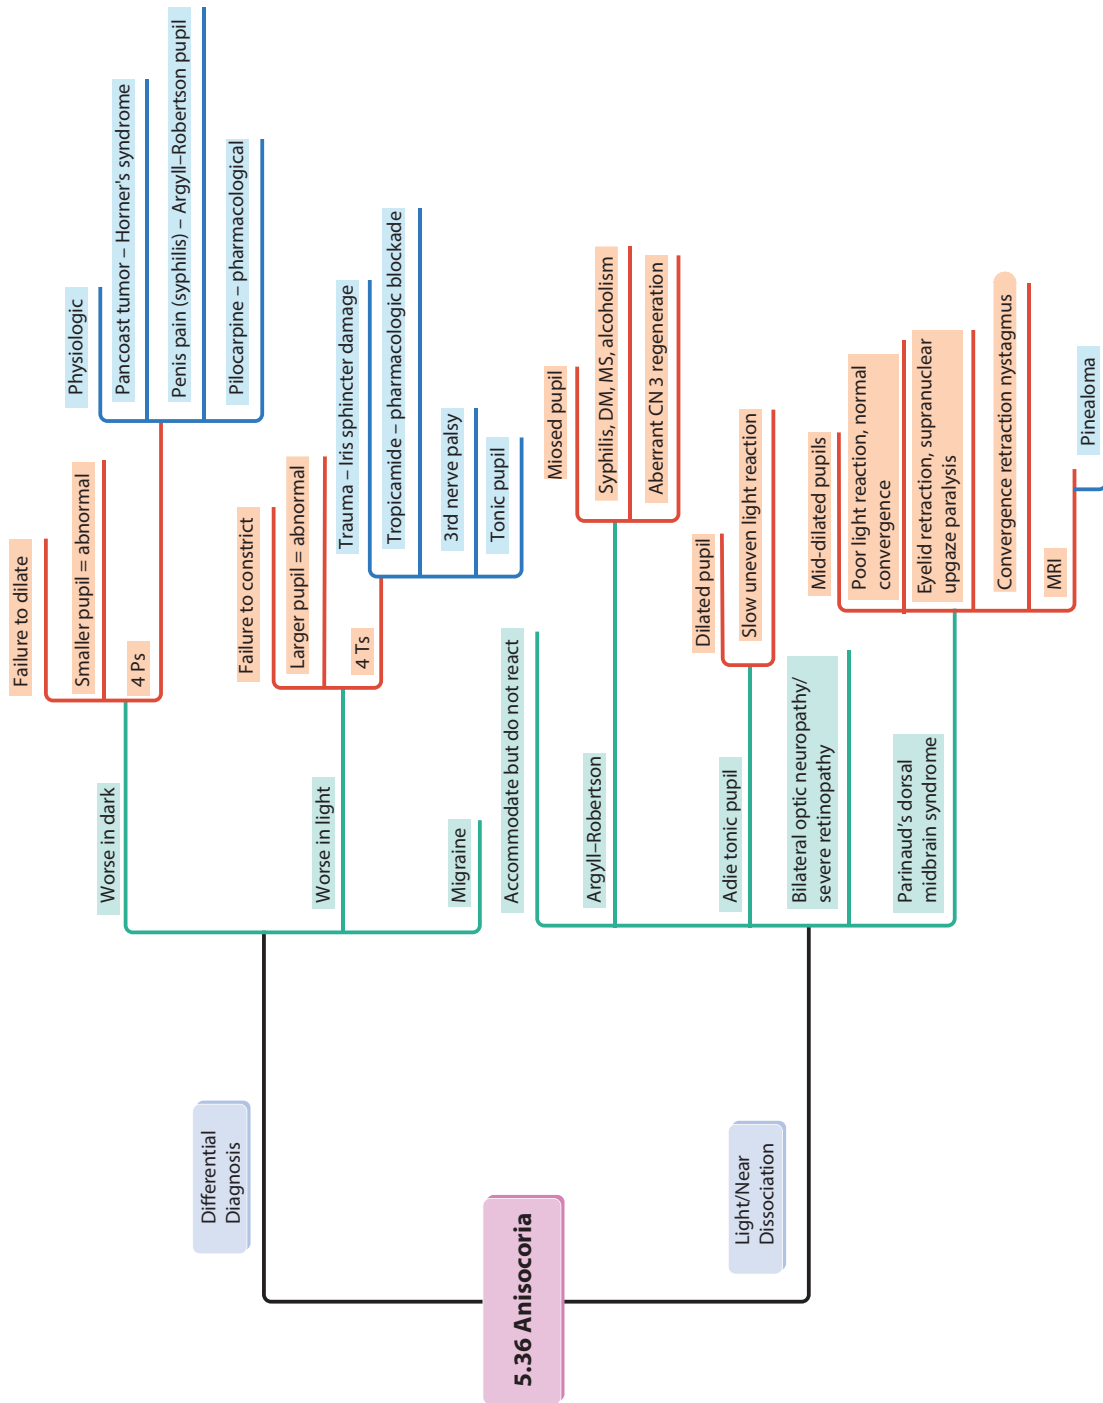 5.36 Anisocoria
Differential
Diagnosis
Worse in dark
Failure to dilate
Smaller pupil = abnormal
4 Ps
Physiologic
Pancoast tumor – Horner's syndrome
Penis pain (syphilis) – Argyll–Robertson pupil
Pilocarpine – pharmacological
Worse in light
Failure to constrict
Larger pupil = abnormal
4 Ts
Trauma – Iris sphincter damage
Tropicamide – pharmacologic blockade
3rd nerve palsy
Tonic pupil
Migraine
Light/Near
Dissociation
Accommodate but do not react
Argyll–Robertson
Miosed pupil
Syphilis, DM, MS, alcoholism
Aberrant CN 3 regeneration
Adie tonic pupil
Dilated pupil
Slow uneven light reaction
Bilateral optic neuropathy/
severe retinopathy
Parinaud's dorsal
midbrain syndrome
Mid-dilated pupils
Poor light reaction, normal
convergence
Eyelid retraction, supranuclear
upgaze paralysis
Convergence retraction nystagmus
MRI
Pinealoma